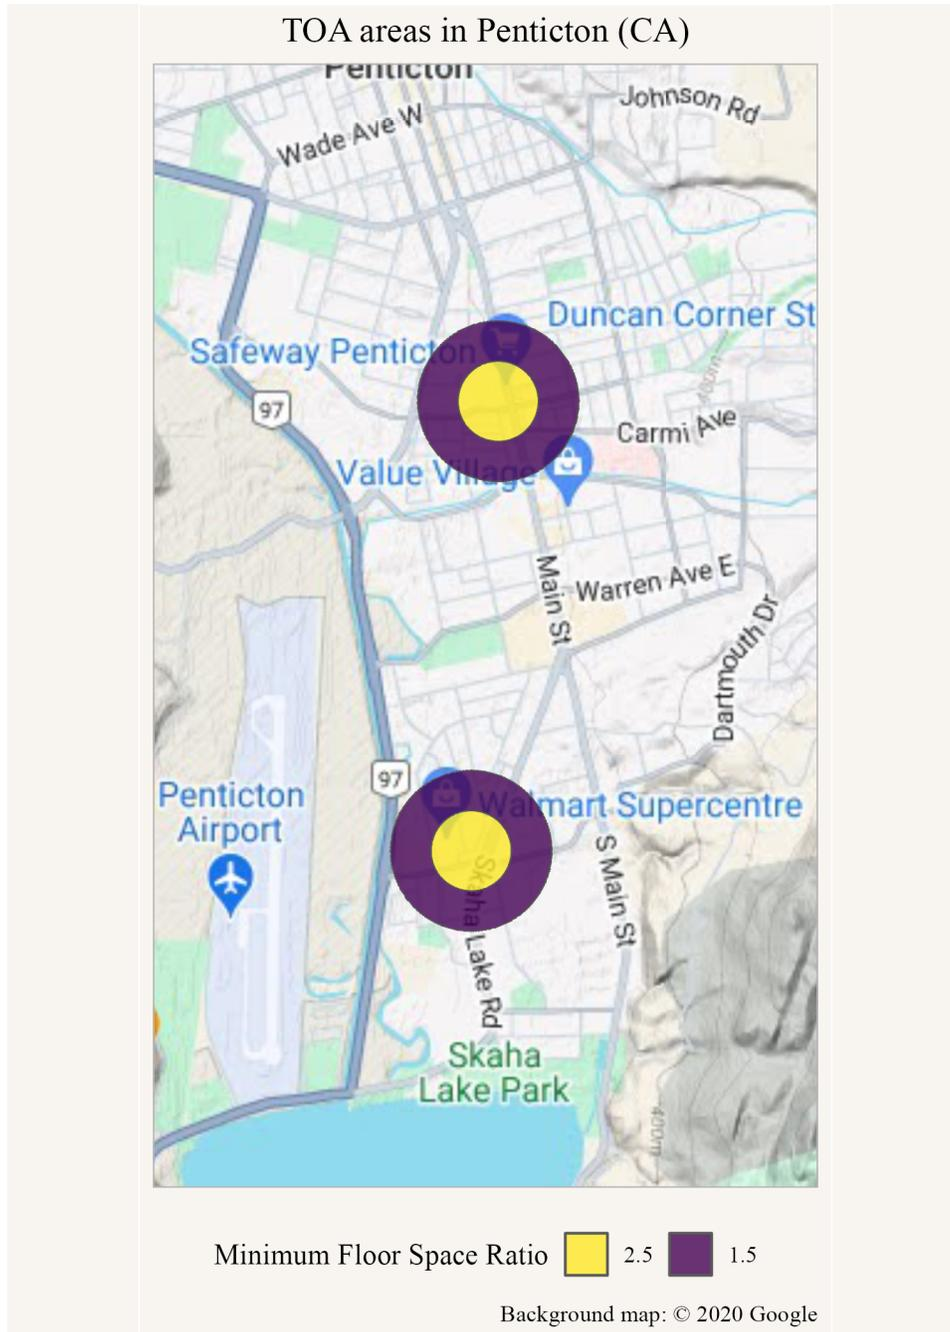 TOA areas in Penticton (CA)
Penticton
Johnson Rd
Wade Ave W
Duncan Corner St
Safeway Penticton
97
Carmi Ave
Value Village
Main St
Warren Ave E
Dartmouth Dr
97
Penticton
Airport
Walmart Supercentre
S Main St
Skaha Lake Rd
Skaha
Lake Park
400m
Minimum Floor Space Ratio 2.5 1.5
Background map: © 2020 Google